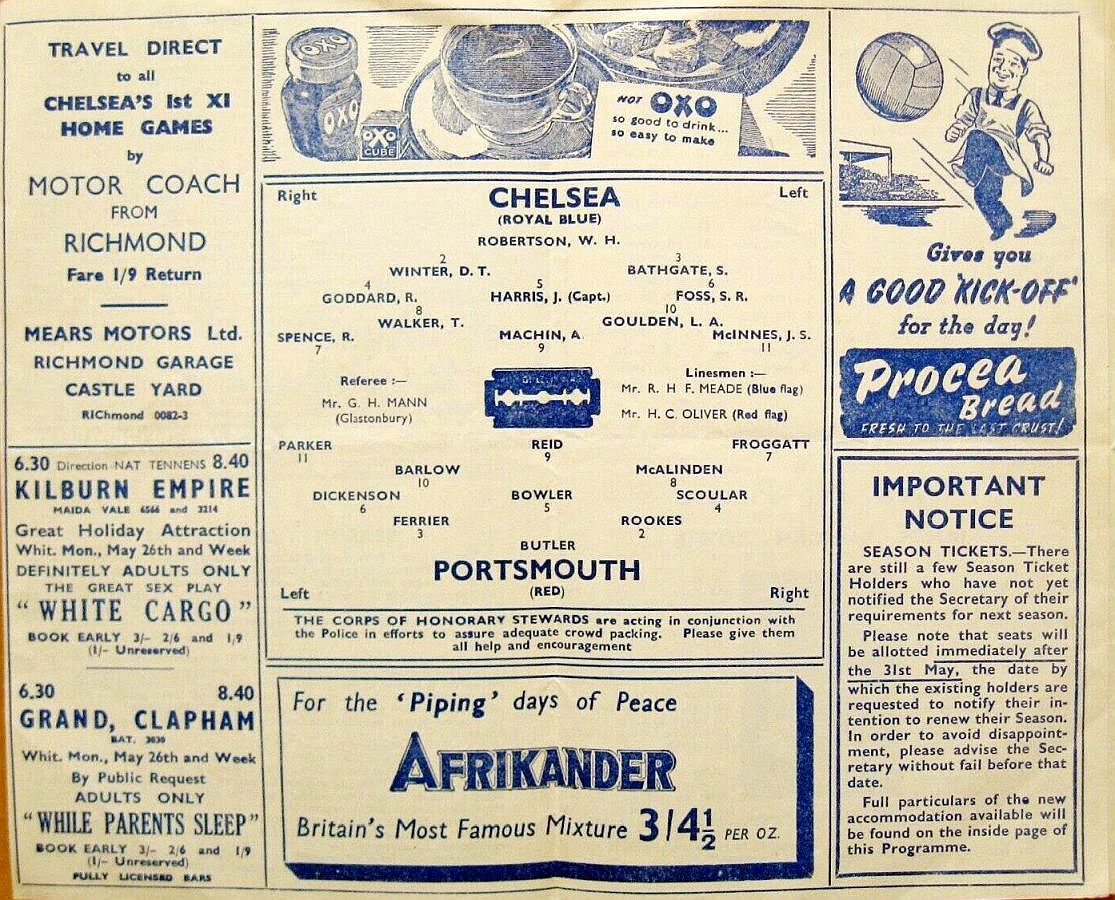 TRAVEL DIRECT
to all
CHELSEA'S 1st XI
HOME GAMES
by
MOTOR COACH
FROM
RICHMOND
Fare 1/9 Return
MEARS MOTORS Ltd.
RICHMOND GARAGE
CASTLE YARD
RIChmond 0082-3
6.30 Direction NAT TENNENS 8.40
KILBURN EMPIRE
MAIDA VALE 6566 and 3214
Great Holiday Attraction
Whit. Mon., May 26th and Week
DEFINITELY ADULTS ONLY
THE GREAT SEX PLAY
"WHITE CARGO"
BOOK EARLY 3/- 2/6 and 1/9
(1/- Unreserved)
6.30 8.40
GRAND, CLAPHAM
BAT. 3030
Whit. Mon., May 26th and Week
By Public Request
ADULTS ONLY
"WHILE PARENTS SLEEP"
BOOK EARLY 3/- 2/6 and 1/9
(1/- Unreserved)
FULLY LICENSED BARS
OXO
OXO
OXO
CUBE
HOT OXO
so good to drink...
so easy to make
Right CHELSEA Left
(ROYAL BLUE)
ROBERTSON, W. H.
2 3
WINTER, D. T. BATHGATE, S.
4 5 6
GODDARD, R. HARRIS, J. (Capt.) FOSS, S. R.
8 10
WALKER, T. GOULDEN, L. A.
SPENCE, R. MACHIN, A. McINNES, J. S.
7 9 11
Referee :—
Mr. G. H. MANN
(Glastonbury)
Linesmen :—
Mr. R. H F. MEADE (Blue flag)
Mr. H. C. OLIVER (Red flag)
PARKER REID FROGGATT
11 9 7
BARLOW McALINDEN
10 8
DICKENSON BOWLER SCOULAR
6 5 4
FERRIER ROOKES
3 2
BUTLER
PORTSMOUTH
Left (RED) Right
THE CORPS OF HONORARY STEWARDS are acting in conjunction with
the Police in efforts to assure adequate crowd packing. Please give them
all help and encouragement
For the 'Piping' days of Peace
AFRIKANDER
Britain's Most Famous Mixture 3/4½ PER OZ.
Gives you
A GOOD 'KICK-OFF'
for the day!
Procea
Bread
FRESH TO THE LAST CRUST!
IMPORTANT
NOTICE
SEASON TICKETS.—There
are still a few Season Ticket
Holders who have not yet
notified the Secretary of their
requirements for next season.
Please note that seats will
be allotted immediately after
the 31st May, the date by
which the existing holders are
requested to notify their in-
tention to renew their Season.
In order to avoid disappoint-
ment, please advise the Sec-
retary without fail before that
date.
Full particulars of the new
accommodation available will
be found on the inside page of
this Programme.